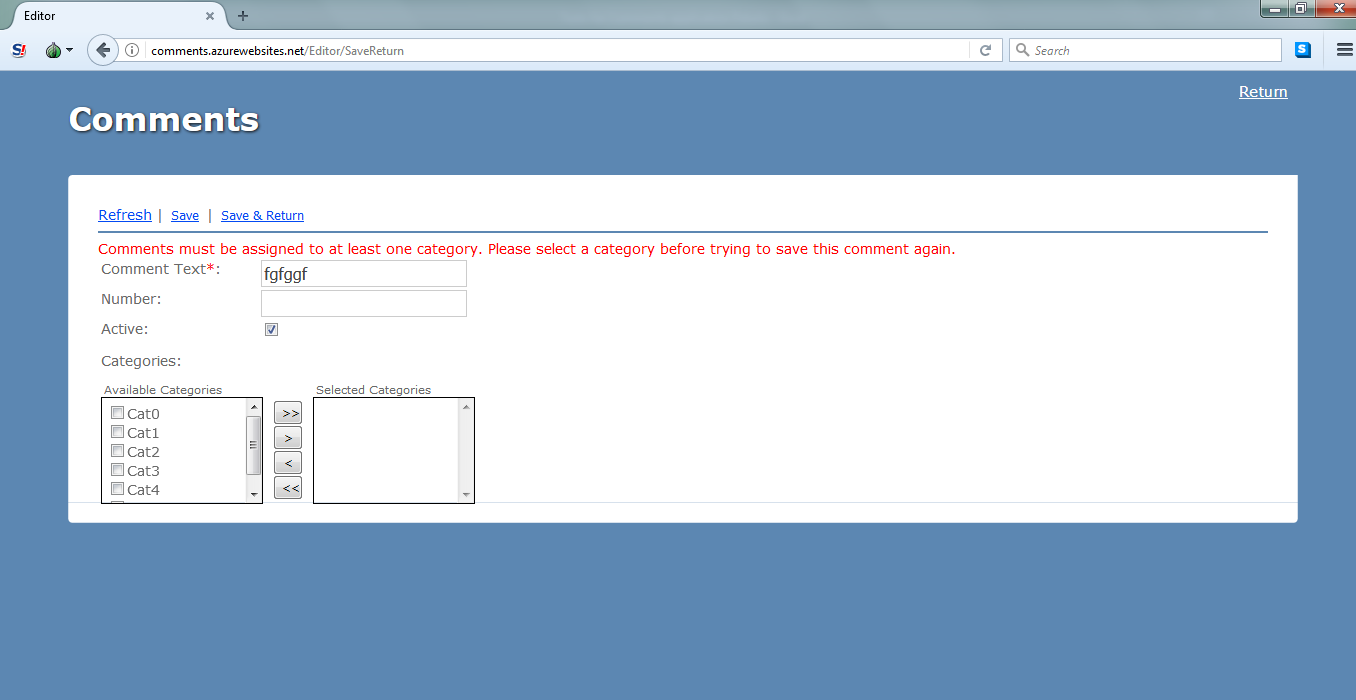 Editor
comments.azurewebsites.net/Editor/SaveReturn
Search
Return
Comments
Refresh | Save | Save & Return
Comments must be assigned to at least one category. Please select a category before trying to save this comment again.
Comment Text*: fgfggf
Number:
Active:
Categories:
Available Categories Selected Categories
Cat0 >>
Cat1 >
Cat2
Cat3 <
Cat4 <<